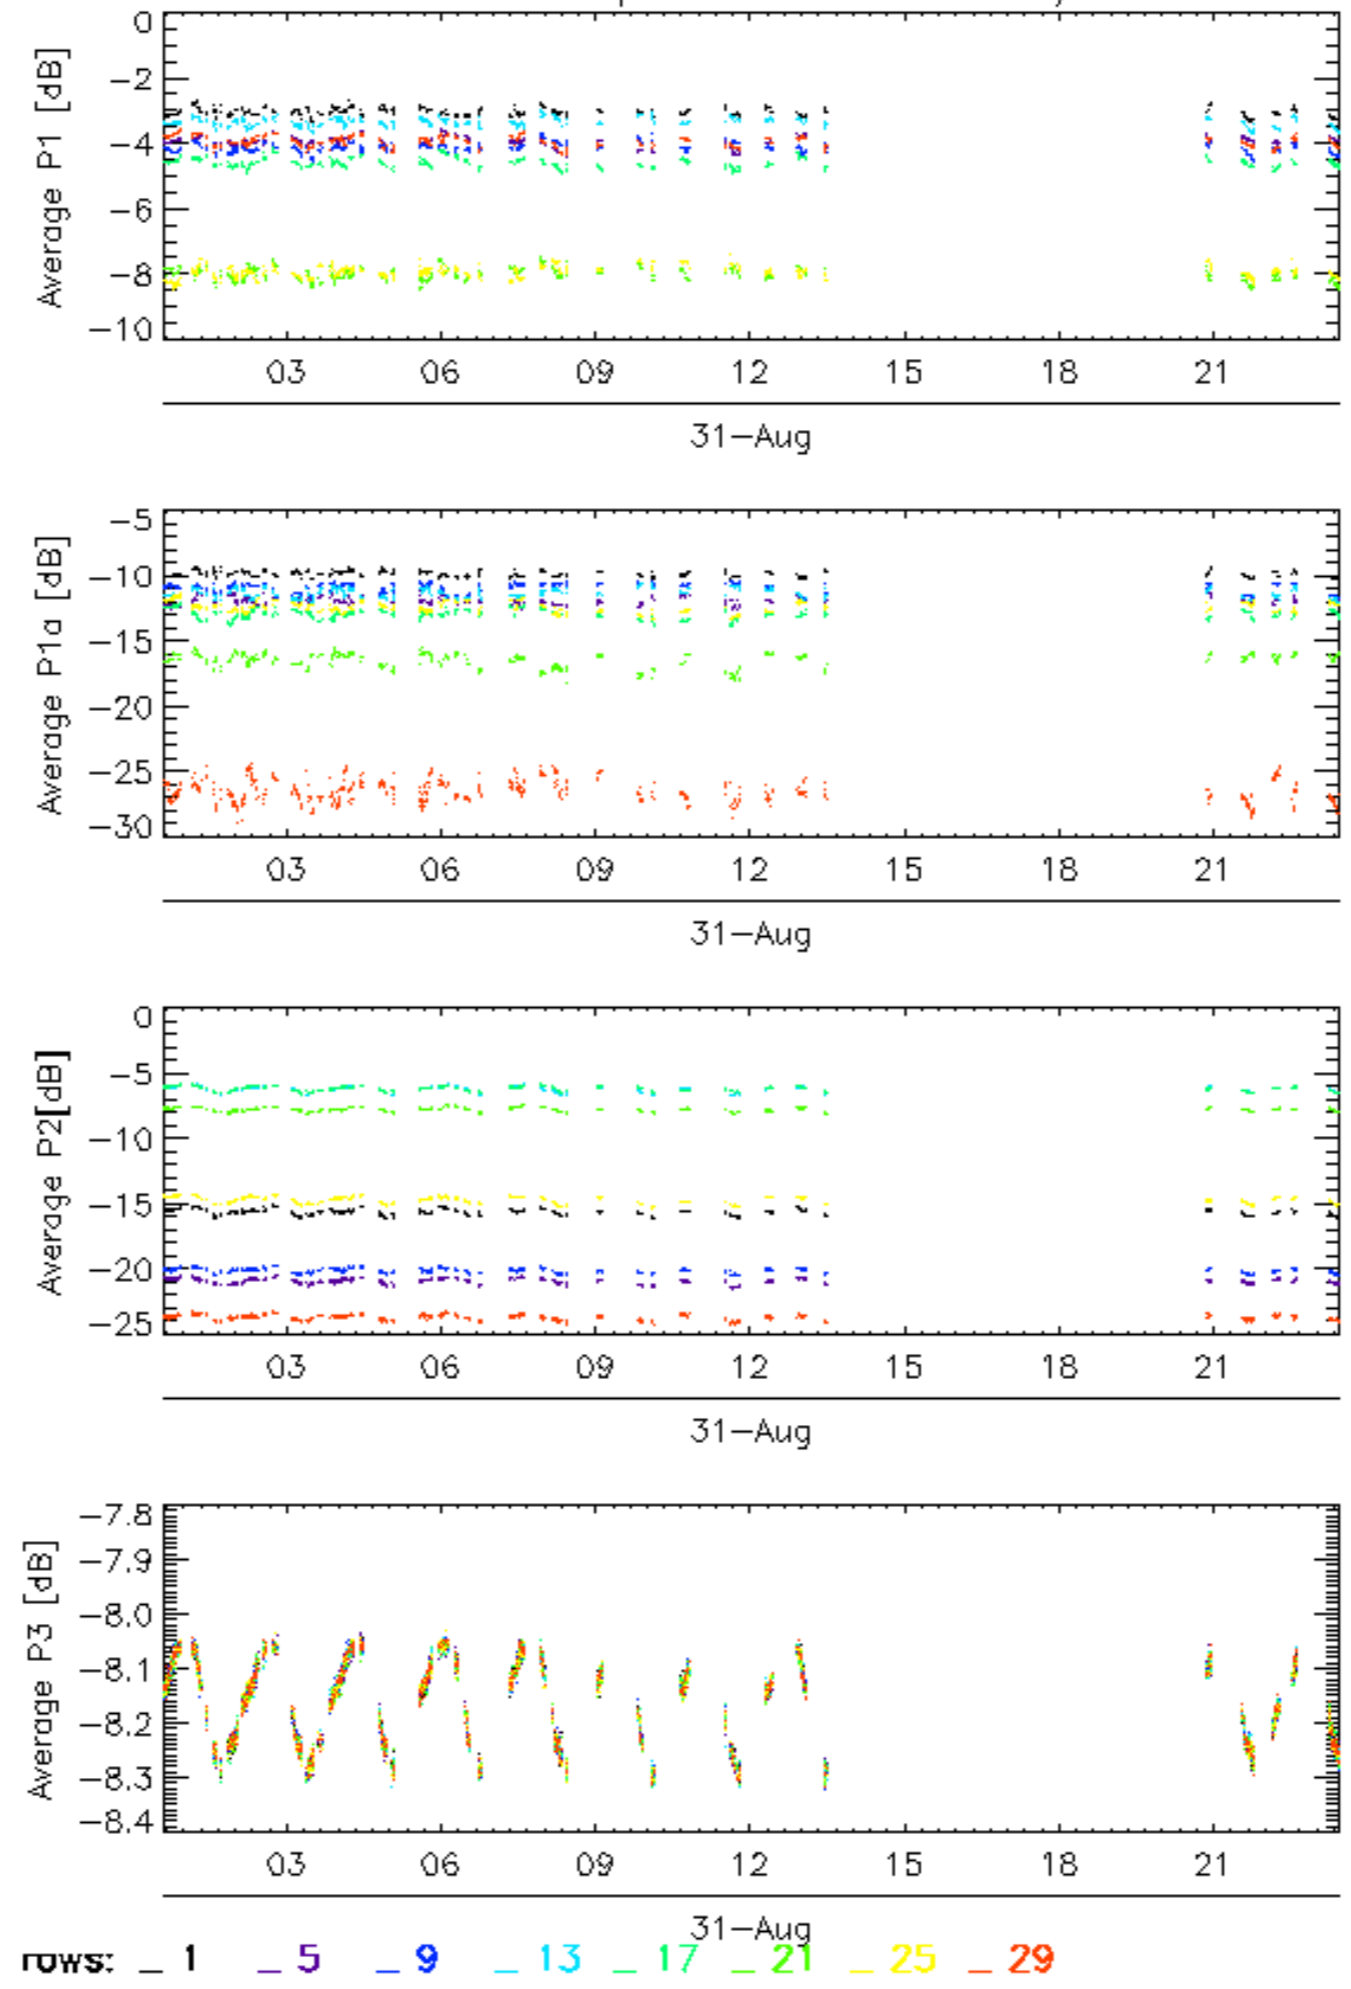 0
−2
−4
−6
−8
−10
Average P1 [dB]
03 06 09 12 15 18 21
31−Aug
−5
−10
−15
−20
−25
−30
Average P1a [dB]
03 06 09 12 15 18 21
31−Aug
0
−5
−10
−15
−20
−25
Average P2[dB]
03 06 09 12 15 18 21
31−Aug
−7.8
−7.9
−8.0
−8.1
−8.2
−8.3
−8.4
Average P3 [dB]
03 06 09 12 15 18 21
31−Aug
rows: _ 1 _ 5 _ 9 _ 13 _ 17 _ 21 _ 25 _ 29